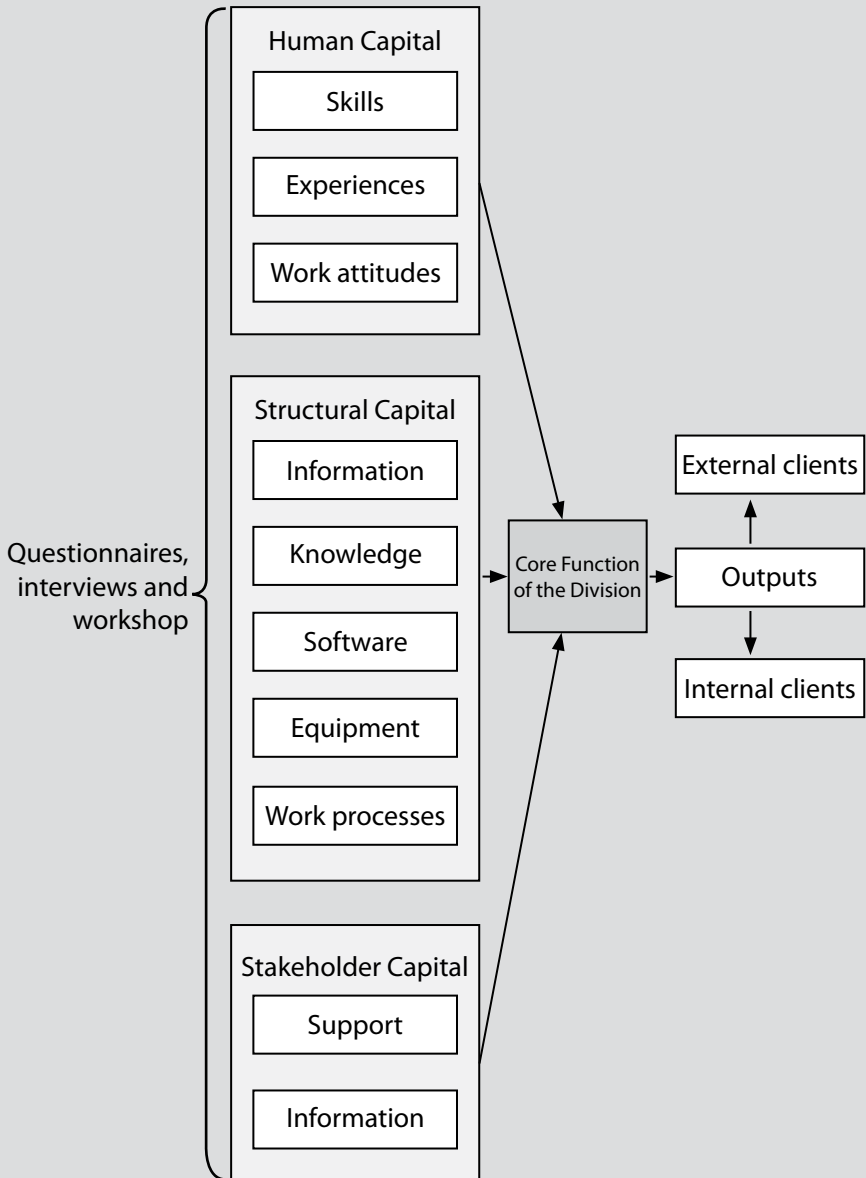 Questionnaires,
interviews and
workshop
Human Capital
Skills
Experiences
Work attitudes
Structural Capital
Information
Knowledge
Software
Equipment
Work processes
Stakeholder Capital
Support
Information
Core Function
of the Division
External clients
Outputs
Internal clients